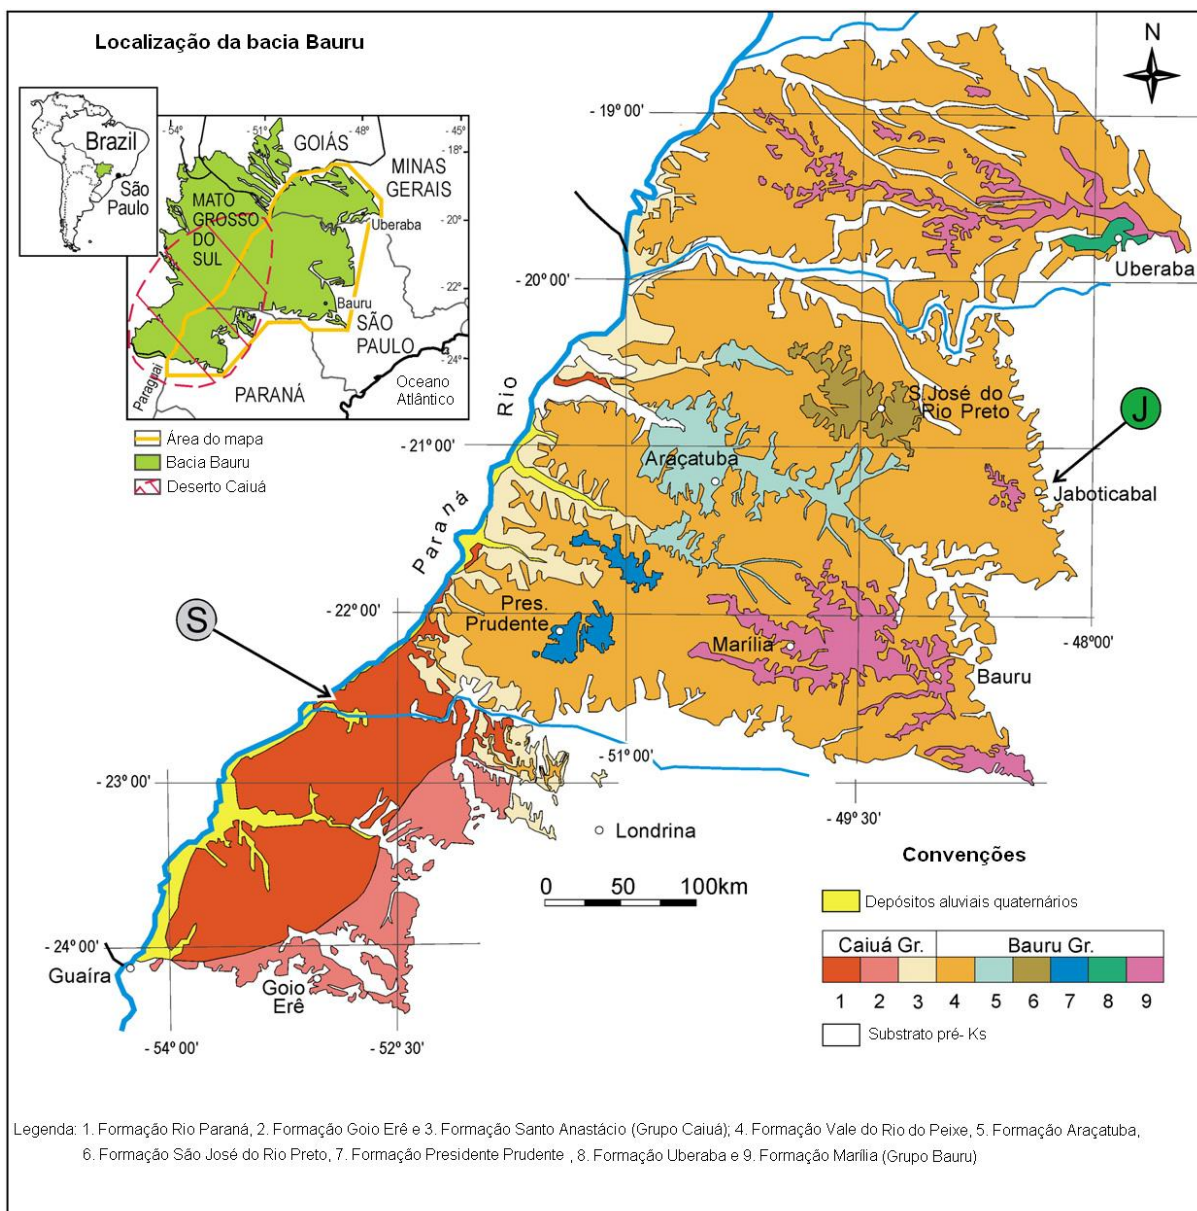 Localização da bacia Bauru
N
Brazil
São
Paulo
- 54°
- 51°
- 48°
- 45°
- 18°
- 20°
- 22°
- 24°
GOIÁS
MINAS
GERAIS
MATO
GROSSO
DO
SUL
Uberaba
Bauru
SÃO
PAULO
Paraguai
PARANÁ
Oceano
Atlântico
Área do mapa
Bacia Bauru
Deserto Caiuá
- 19° 00'
- 20° 00'
- 21° 00'
- 22° 00'
- 23° 00'
- 24° 00'
Rio
Paraná
Uberaba
S.José do
Rio Preto
J
Araçatuba
Jaboticabal
S
Pres.
Prudente
Marília
Bauru
- 48° 00'
- 51° 00'
- 49° 30'
Londrina
0 50 100km
Guaíra
Goio
Erê
- 54° 00'
- 52° 30'
Convenções
Depósitos aluviais quaternários
Caiuá Gr. Bauru Gr.
1 2 3 4 5 6 7 8 9
Substrato pré- Ks
Legenda: 1. Formação Rio Paraná, 2. Formação Goio Erê e 3. Formação Santo Anastácio (Grupo Caiuá); 4. Formação Vale do Rio do Peixe, 5. Formação Araçatuba,
6. Formação São José do Rio Preto, 7. Formação Presidente Prudente , 8. Formação Uberaba e 9. Formação Marília (Grupo Bauru)